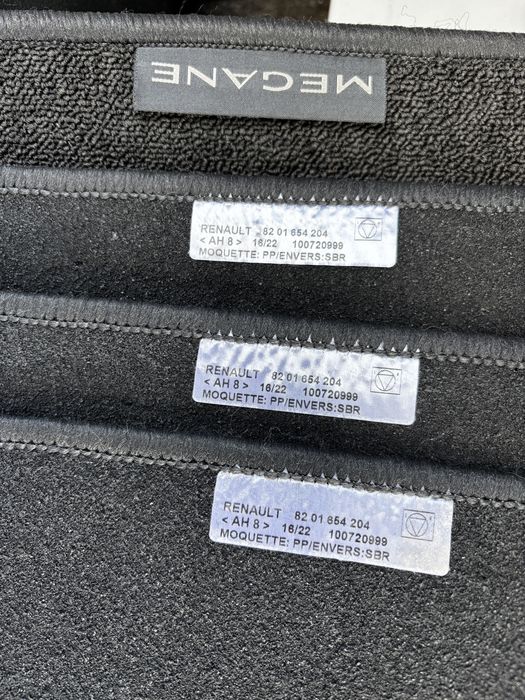 MEGANE
RENAULT 82 01 654 204
< AH 8 > 16/22 100720999
MOQUETTE: PP/ENVERS:SBR
RENAULT 82 01 654 204
< AH 8 > 16/22 100720999
MOQUETTE: PP/ENVERS:SBR
RENAULT 82 01 654 204
< AH 8 > 16/22 100720999
MOQUETTE: PP/ENVERS:SBR